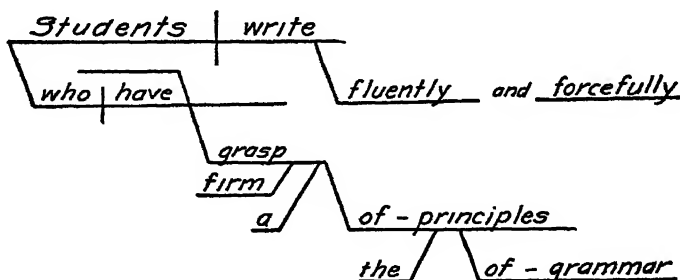 Students write
who have fluently and forcefully
grasp
firm
a of - principles
the of - grammar